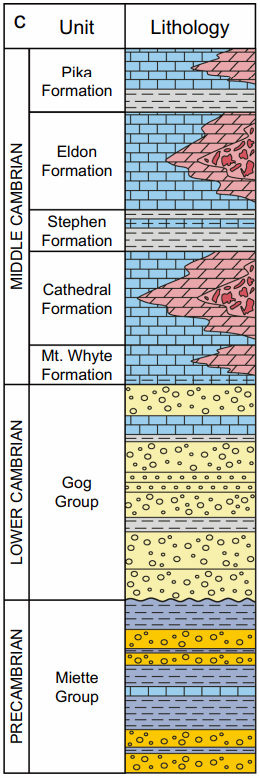 C
Unit
Lithology
MIDDLE CAMBRIAN
Pika
Formation
Eldon
Formation
Stephen
Formation
Cathedral
Formation
Mt. Whyte
Formation
LOWER CAMBRIAN
Gog
Group
PRECAMBRIAN
Miette
Group